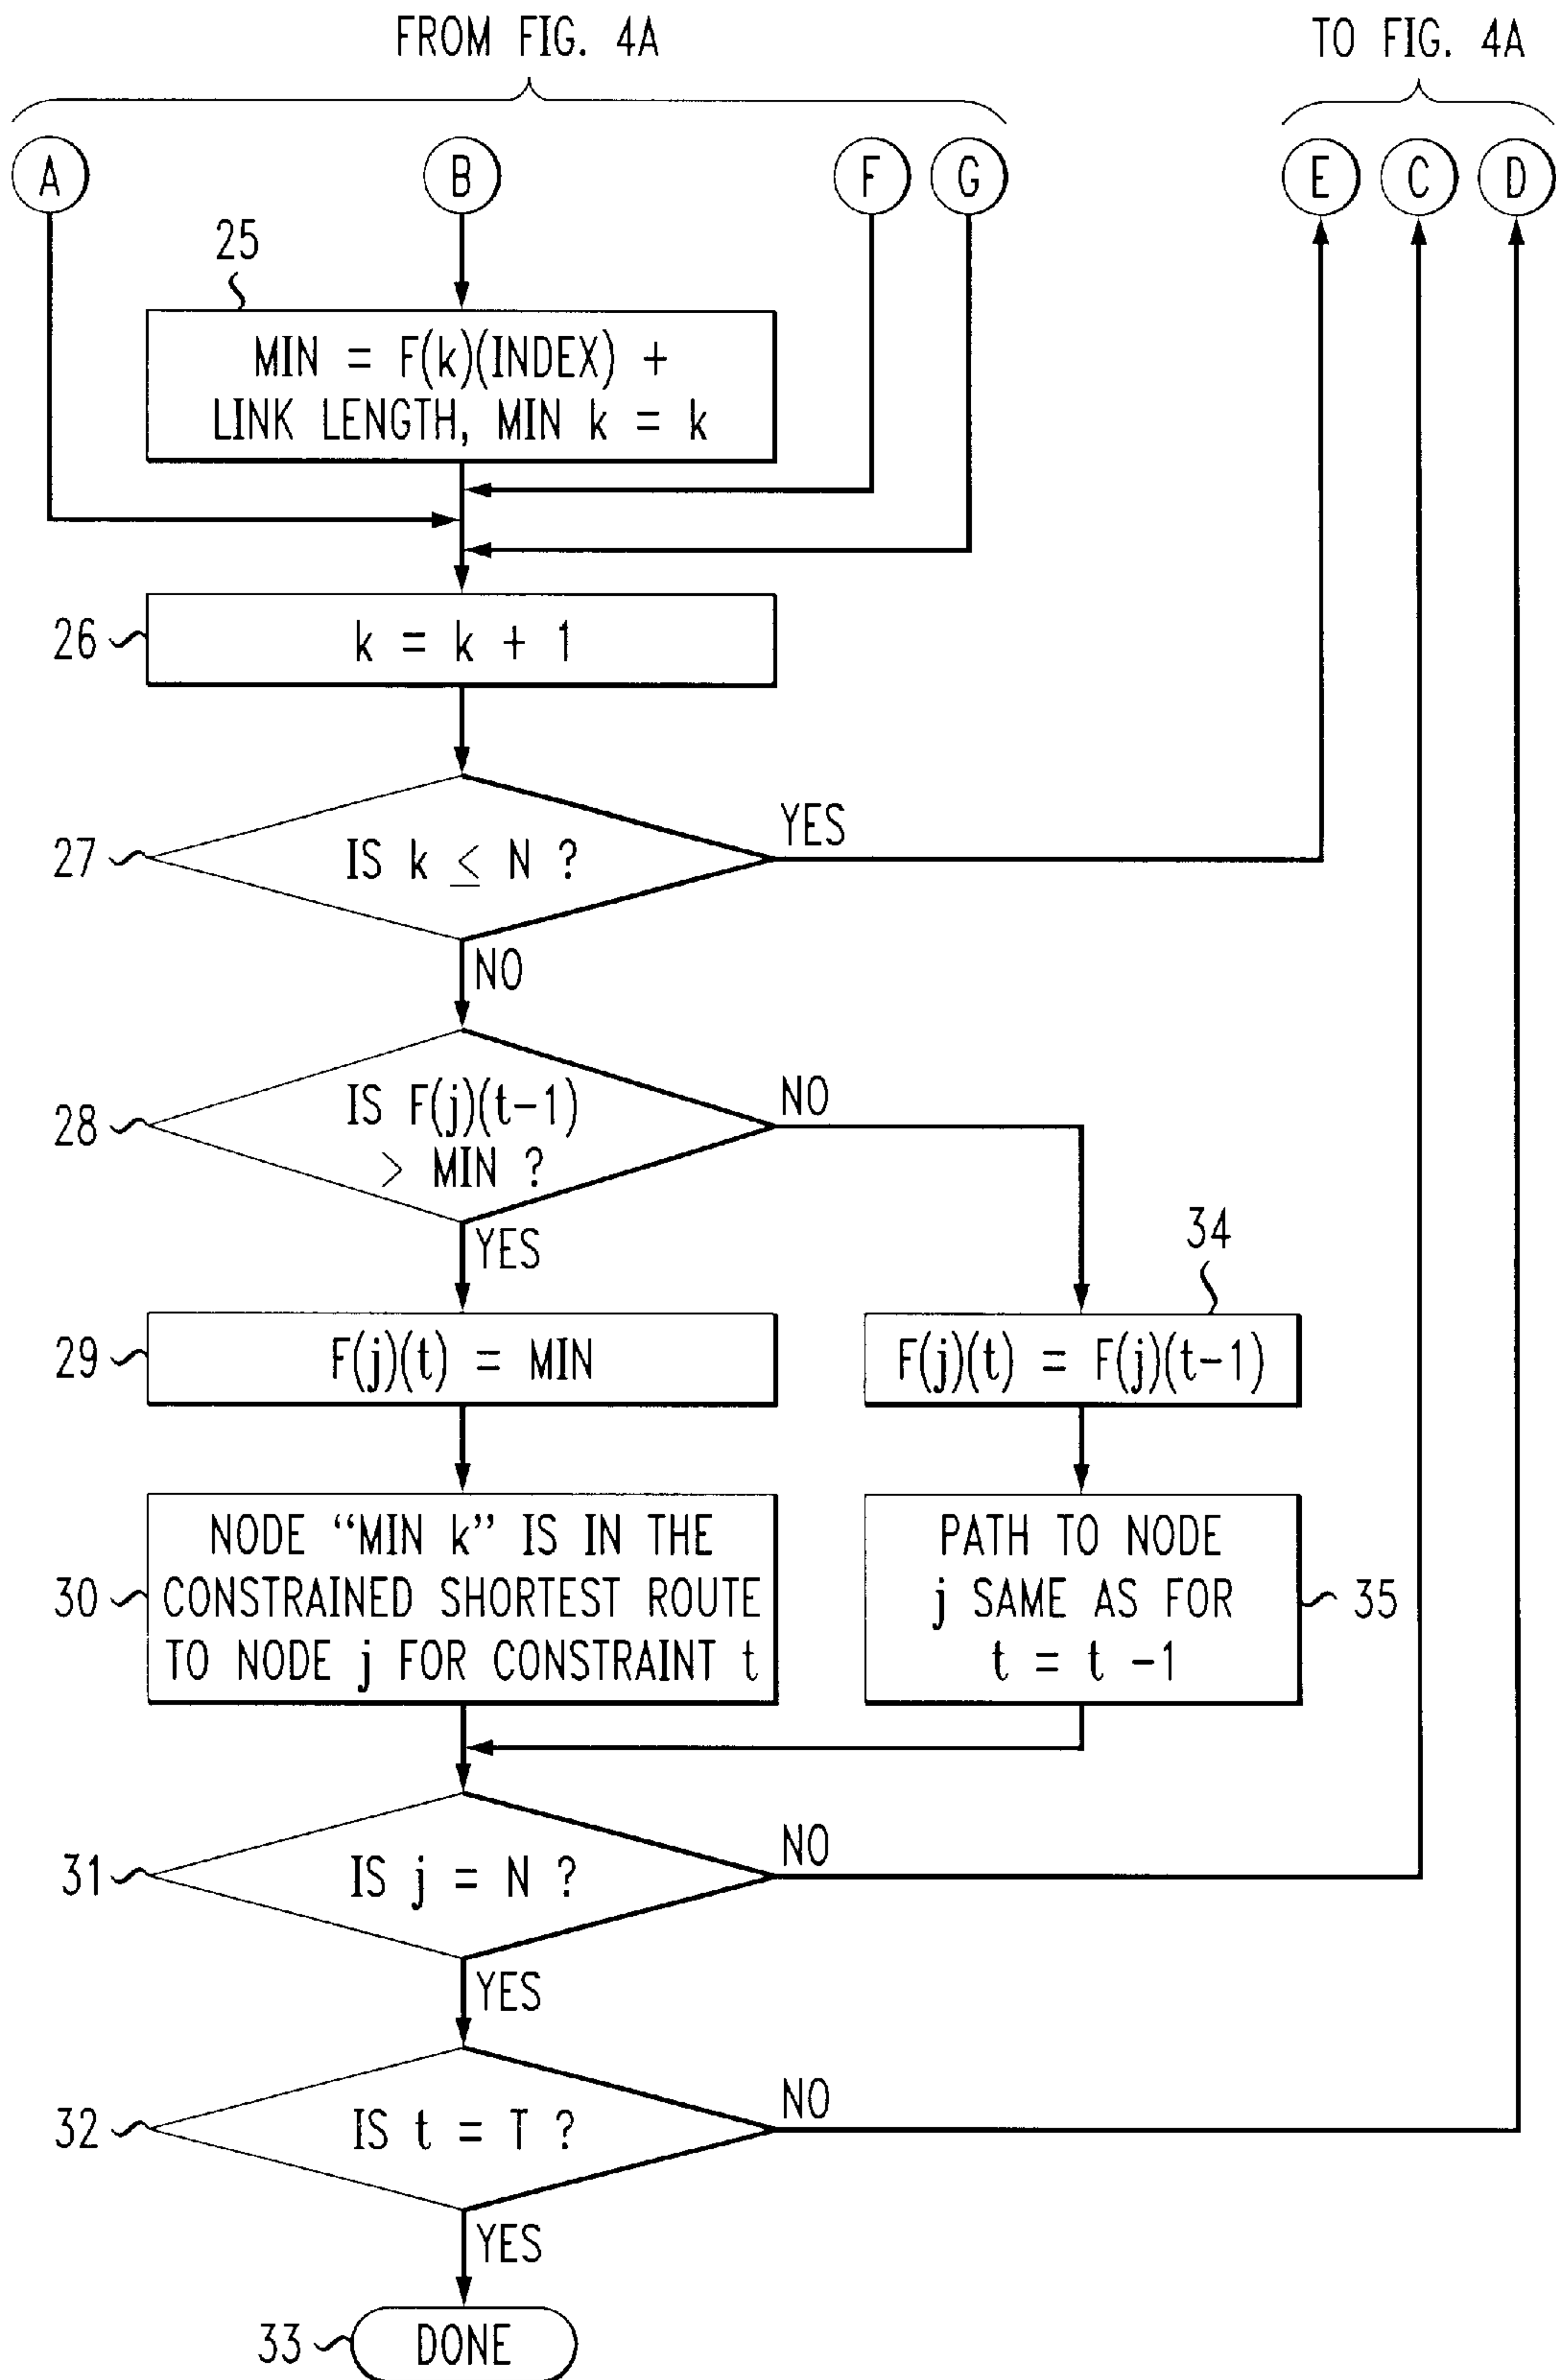 FROM FIG. 4A
TO FIG. 4A
A
B
F
G
E
C
D
25
MIN = F(k)(INDEX) +
LINK LENGTH, MIN k = k
26
k = k + 1
27
IS k ≤ N ?
YES
NO
28
IS F(j)(t-1)
> MIN ?
NO
YES
34
29
F(j)(t) = MIN
F(j)(t) = F(j)(t-1)
30
NODE “MIN k” IS IN THE
CONSTRAINED SHORTEST ROUTE
TO NODE j FOR CONSTRAINT t
PATH TO NODE
j SAME AS FOR
t = t -1
35
31
IS j = N ?
NO
YES
32
IS t = T ?
NO
YES
33
DONE